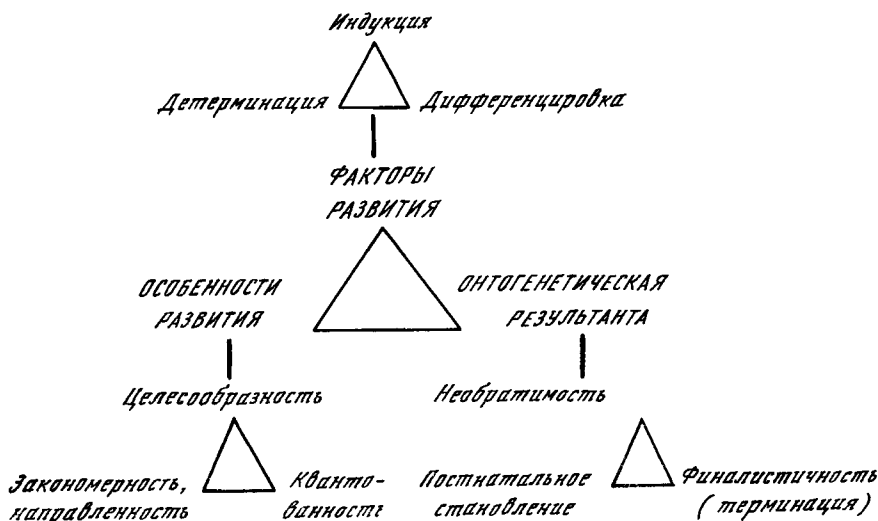 Индукция
Детерминация Дифференцировка
ФАКТОРЫ
РАЗВИТИЯ
ОСОБЕННОСТИ
РАЗВИТИЯ
ОНТОГЕНЕТИЧЕСКАЯ
РЕЗУЛЬТАНТА
Целесообразность
Необратимость
Закономерность,
направленность
Кванто-
ванность
Постнатальное
становление
Финалистичность
(терминация)